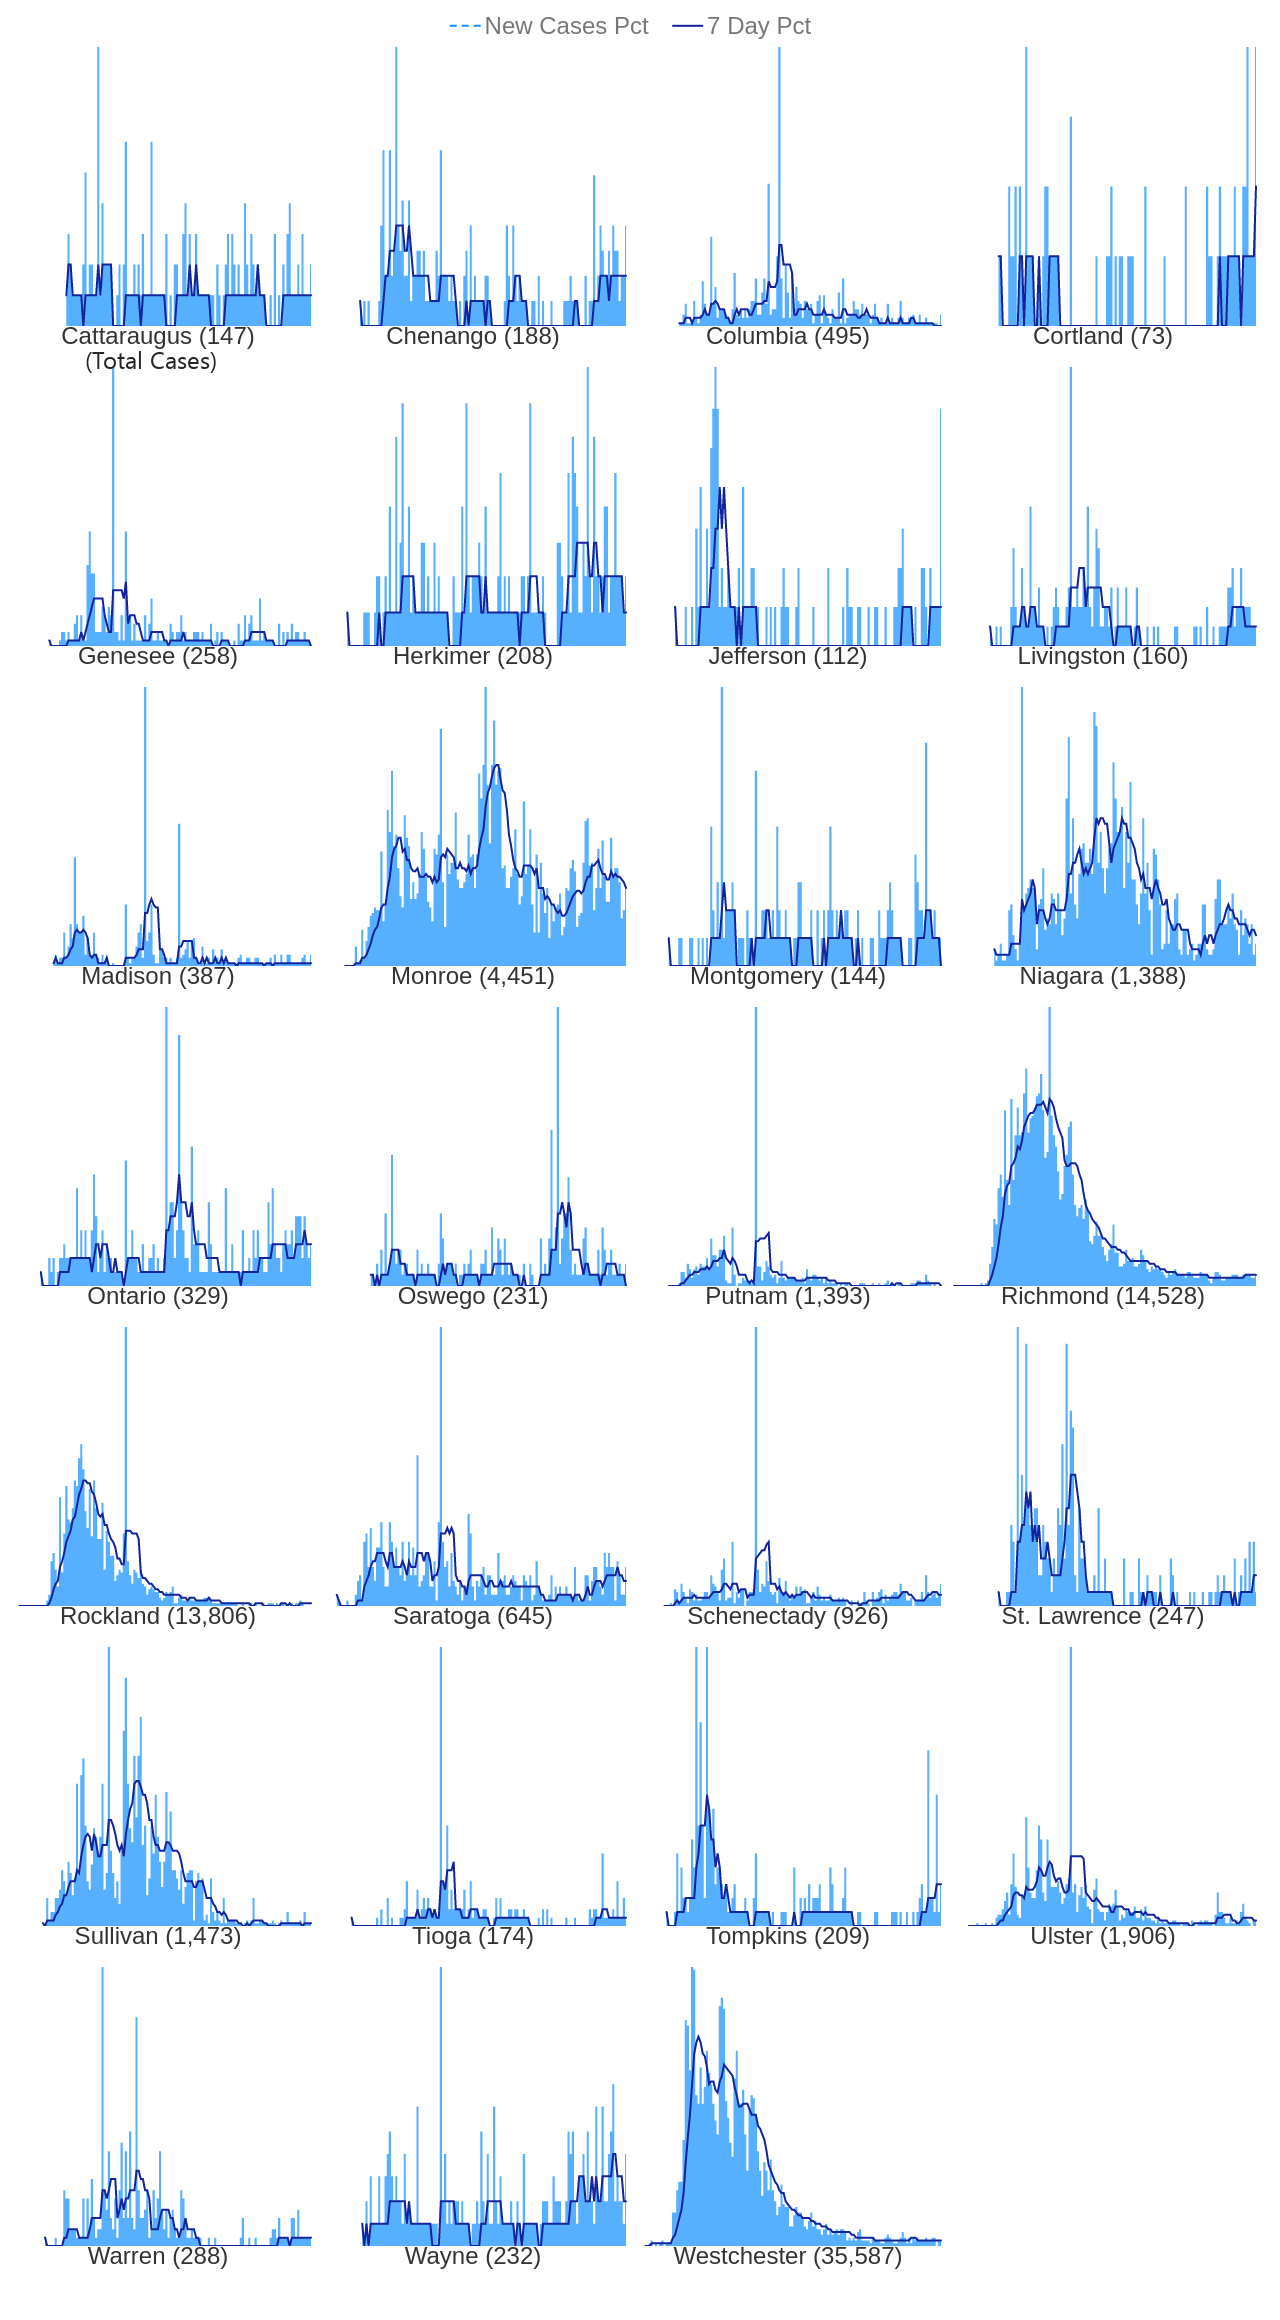 New Cases Pct 7 Day Pct
Cattaraugus (147) Chenango (188) Columbia (495) Cortland (73)
(Total Cases)
Genesee (258) Herkimer (208) Jefferson (112) Livingston (160)
Madison (387) Monroe (4,451) Montgomery (144) Niagara (1,388)
Ontario (329) Oswego (231) Putnam (1,393) Richmond (14,528)
Rockland (13,806) Saratoga (645) Schenectady (926) St. Lawrence (247)
Sullivan (1,473) Tioga (174) Tompkins (209) Ulster (1,906)
Warren (288) Wayne (232) Westchester (35,587)